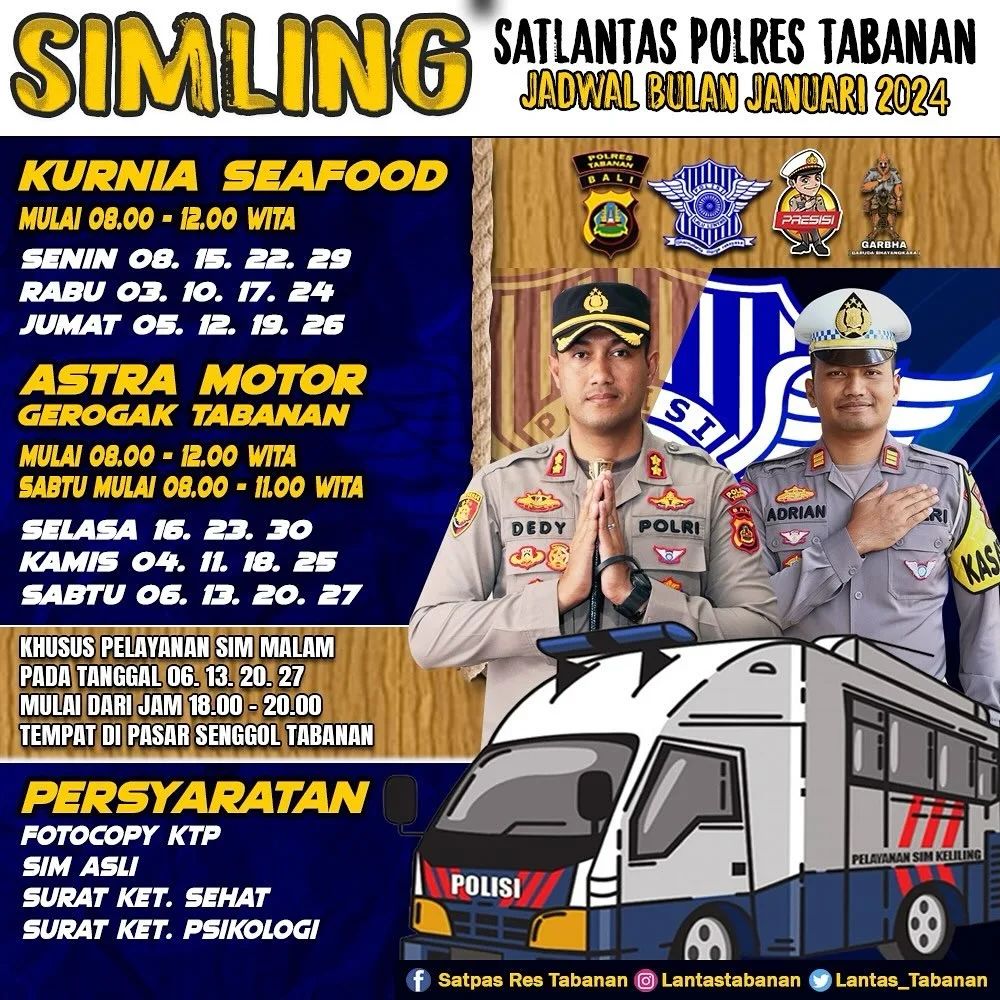 SIMLING
SATLANTAS POLRES TABANAN
JADWAL BULAN JANUARI 2024
KURNIA SEAFOOD
MULAI 08.00 - 12.00 WITA
SENIN 08. 15. 22. 29
RABU 03. 10. 17. 24
JUMAT 05. 12. 19. 26
ASTRA MOTOR
GEROGAK TABANAN
MULAI 08.00 - 12.00 WITA
SABTU MULAI 08.00 - 11.00 WITA
SELASA 16. 23. 30
KAMIS 04. 11. 18. 25
SABTU 06. 13. 20. 27
KHUSUS PELAYANAN SIM MALAM
PADA TANGGAL 06. 13. 20. 27
MULAI DARI JAM 18.00 - 20.00
TEMPAT DI PASAR SENGGOL TABANAN
PERSYARATAN
FOTOCOPY KTP
SIM ASLI
SURAT KET. SEHAT
SURAT KET. PSIKOLOGI
POLRES
TABANAN
BALI
PRESISI
GARBHA
GARUDA BHAYANGKARA
DEDY
POLRI
ADRIAN
KAS
POLISI
PELAYANAN SIM KELILING
Satpas Res Tabanan
Lantastabanan
Lantas_Tabanan